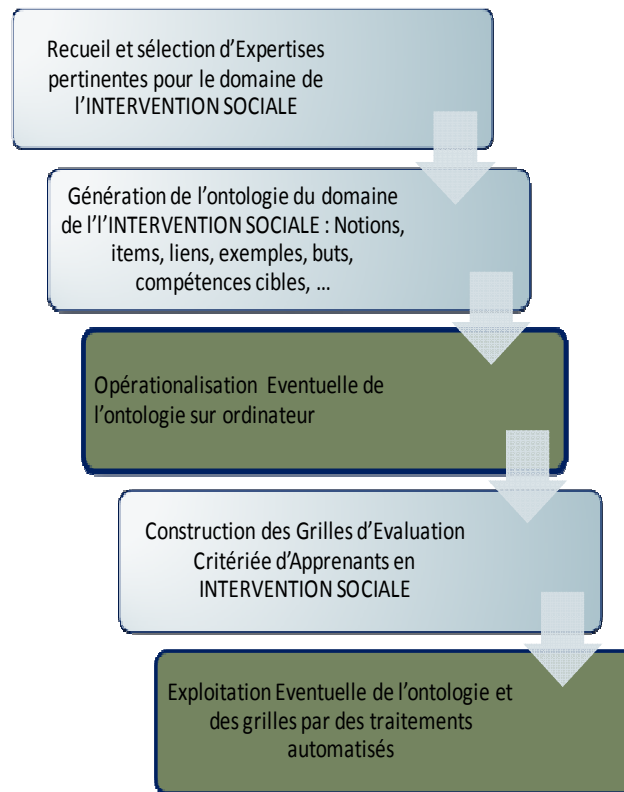 Recueil et sélection d’Expertises
pertinentes pour le domaine de
l’INTERVENTION SOCIALE
Génération de l’ontologie du domaine
de l’l’INTERVENTION SOCIALE : Notions,
items, liens, exemples, buts,
compétences cibles, ...
Opérationalisation Eventuelle de
l’ontologie sur ordinateur
Construction des Grilles d’Evaluation
Critériée d’Apprenants en
INTERVENTION SOCIALE
Exploitation Eventuelle de l’ontologie et
des grilles par des traitements
automatisés